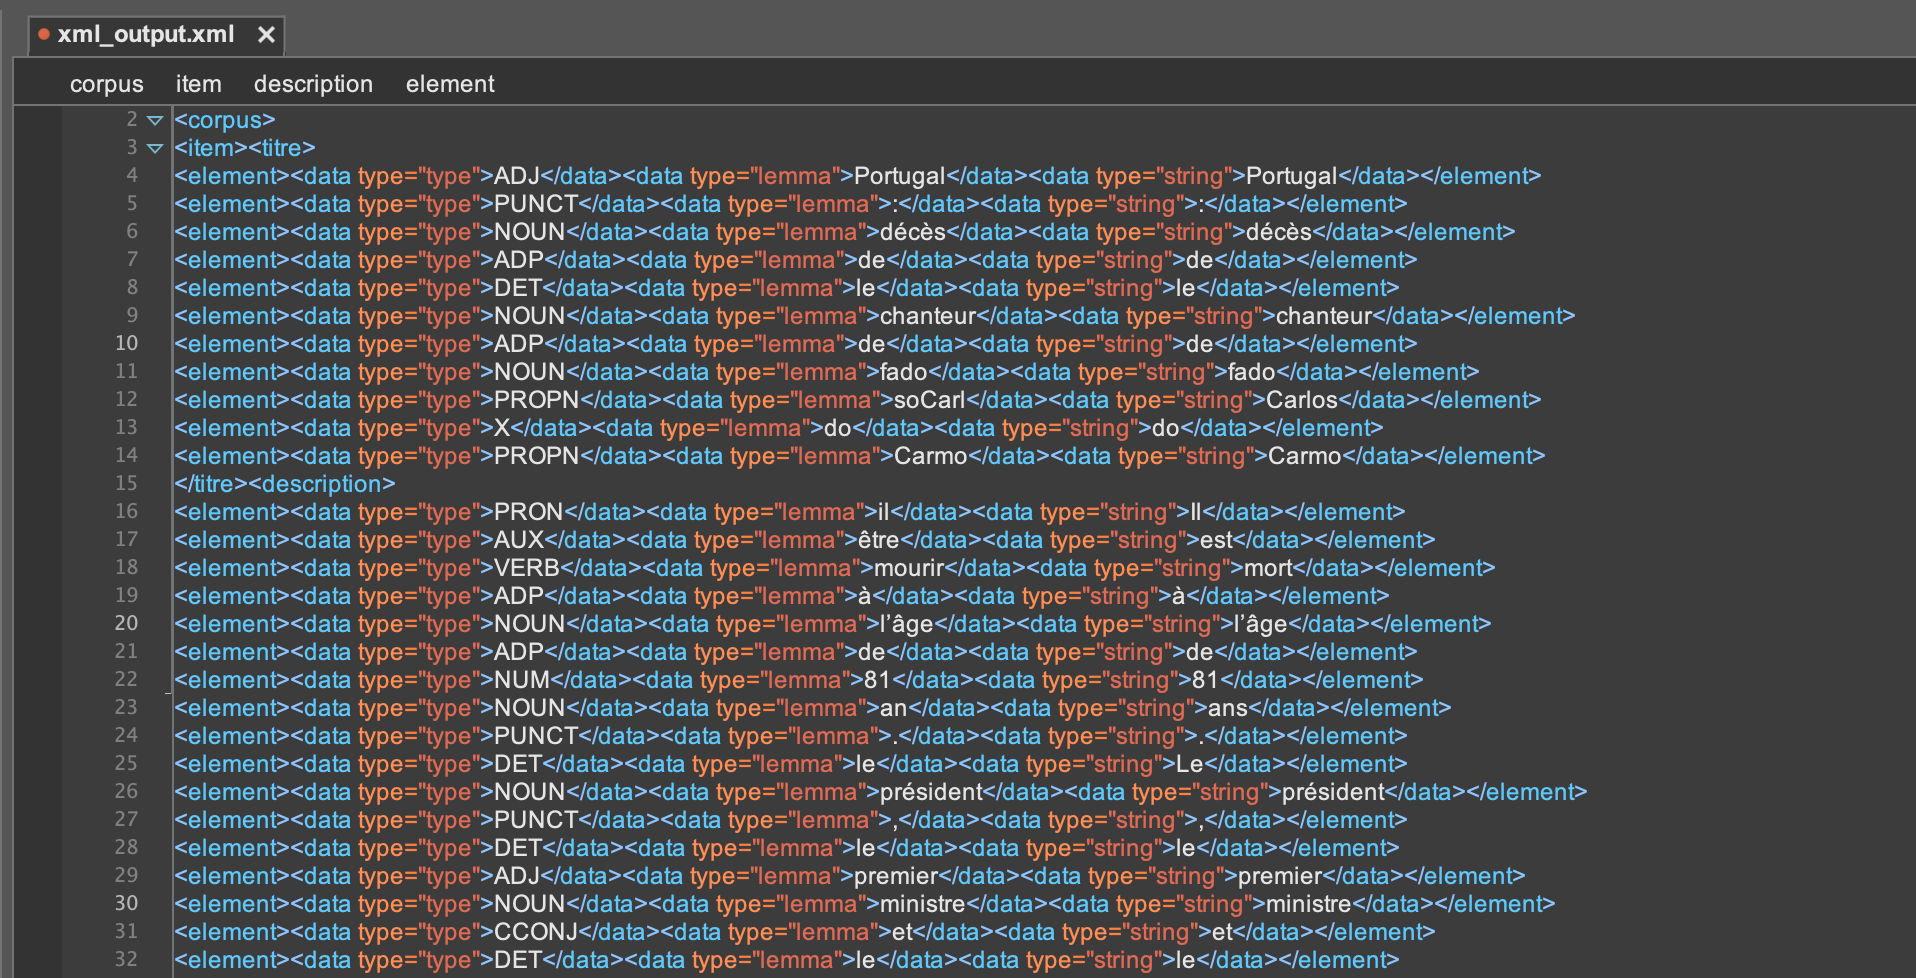 xml_output.xml ×
corpus item description element
2 <corpus>
3 <item><titre>
4 <element><data type="type">ADJ</data><data type="lemma">Portugal</data><data type="string">Portugal</data></element>
5 <element><data type="type">PUNCT</data><data type="lemma">:</data><data type="string">:</data></element>
6 <element><data type="type">NOUN</data><data type="lemma">décès</data><data type="string">décès</data></element>
7 <element><data type="type">ADP</data><data type="lemma">de</data><data type="string">de</data></element>
8 <element><data type="type">DET</data><data type="lemma">le</data><data type="string">le</data></element>
9 <element><data type="type">NOUN</data><data type="lemma">chanteur</data><data type="string">chanteur</data></element>
10 <element><data type="type">ADP</data><data type="lemma">de</data><data type="string">de</data></element>
11 <element><data type="type">NOUN</data><data type="lemma">fado</data><data type="string">fado</data></element>
12 <element><data type="type">PROPN</data><data type="lemma">soCarl</data><data type="string">Carlos</data></element>
13 <element><data type="type">X</data><data type="lemma">do</data><data type="string">do</data></element>
14 <element><data type="type">PROPN</data><data type="lemma">Carmo</data><data type="string">Carmo</data></element>
15 </titre><description>
16 <element><data type="type">PRON</data><data type="lemma">il</data><data type="string">Il</data></element>
17 <element><data type="type">AUX</data><data type="lemma">être</data><data type="string">est</data></element>
18 <element><data type="type">VERB</data><data type="lemma">mourir</data><data type="string">mort</data></element>
19 <element><data type="type">ADP</data><data type="lemma">à</data><data type="string">à</data></element>
20 <element><data type="type">NOUN</data><data type="lemma">l’âge</data><data type="string">l’âge</data></element>
21 <element><data type="type">ADP</data><data type="lemma">de</data><data type="string">de</data></element>
22 <element><data type="type">NUM</data><data type="lemma">81</data><data type="string">81</data></element>
23 <element><data type="type">NOUN</data><data type="lemma">an</data><data type="string">ans</data></element>
24 <element><data type="type">PUNCT</data><data type="lemma">.</data><data type="string">.</data></element>
25 <element><data type="type">DET</data><data type="lemma">le</data><data type="string">Le</data></element>
26 <element><data type="type">NOUN</data><data type="lemma">président</data><data type="string">président</data></element>
27 <element><data type="type">PUNCT</data><data type="lemma">,</data><data type="string">,</data></element>
28 <element><data type="type">DET</data><data type="lemma">le</data><data type="string">le</data></element>
29 <element><data type="type">ADJ</data><data type="lemma">premier</data><data type="string">premier</data></element>
30 <element><data type="type">NOUN</data><data type="lemma">ministre</data><data type="string">ministre</data></element>
31 <element><data type="type">CCONJ</data><data type="lemma">et</data><data type="string">et</data></element>
32 <element><data type="type">DET</data><data type="lemma">le</data><data type="string">le</data></element>